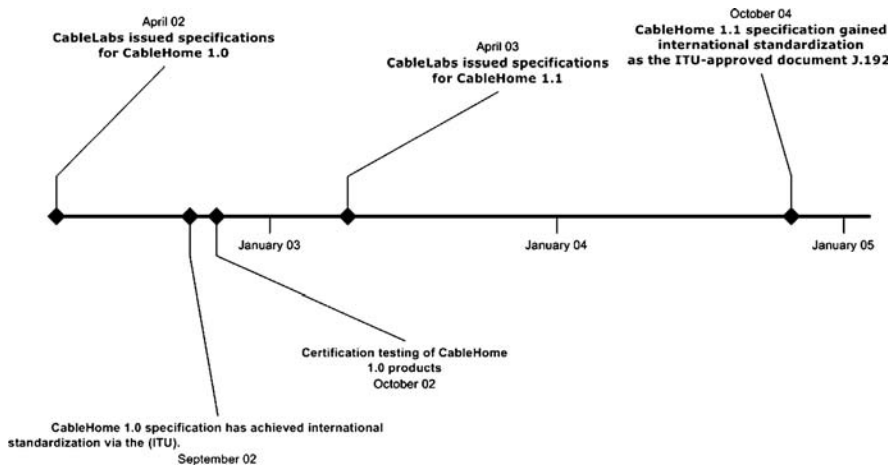 April 02
CableLabs issued specifications
for CableHome 1.0
April 03
CableLabs issued specifications
for CableHome 1.1
October 04
CableHome 1.1 specification gained
international standardization
as the ITU-approved document J.192
January 03
January 04
January 05
Certification testing of CableHome
1.0 products
October 02
CableHome 1.0 specification has achieved international
standardization via the (ITU).
September 02